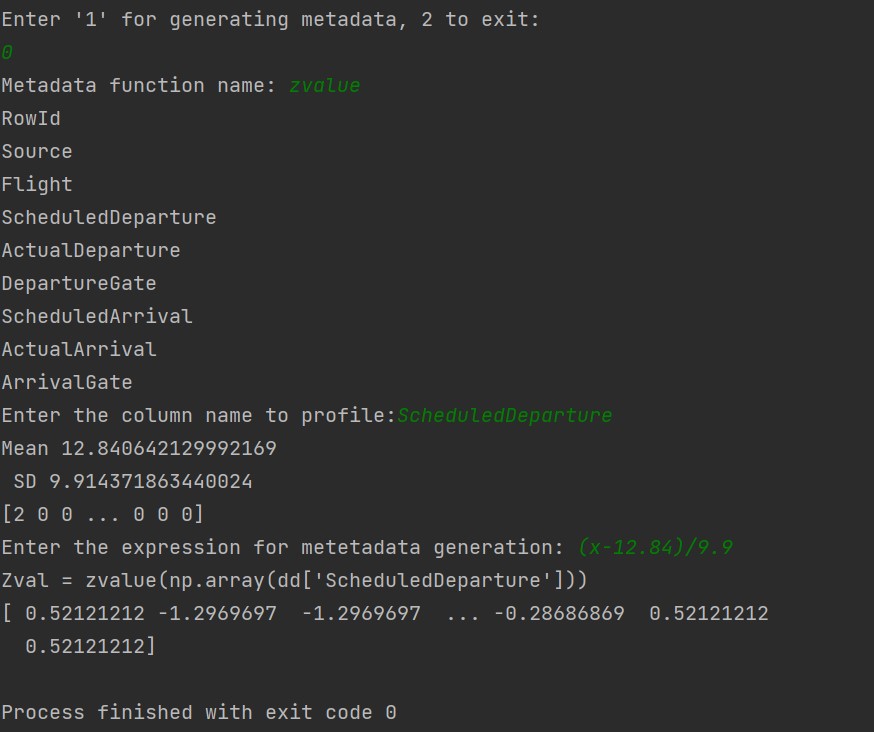 Enter '1' for generating metadata, 2 to exit:
0
Metadata function name: zvalue
RowId
Source
Flight
ScheduledDeparture
ActualDeparture
DepartureGate
ScheduledArrival
ActualArrival
ArrivalGate
Enter the column name to profile:ScheduledDeparture
Mean 12.840642129992169
 SD 9.914371863440024
[2 0 0 ... 0 0 0]
Enter the expression for metetadata generation: (x-12.84)/9.9
Zval = zvalue(np.array(dd['ScheduledDeparture']))
[ 0.52121212 -1.2969697  -1.2969697  ... -0.28686869  0.52121212
  0.52121212]
Process finished with exit code 0